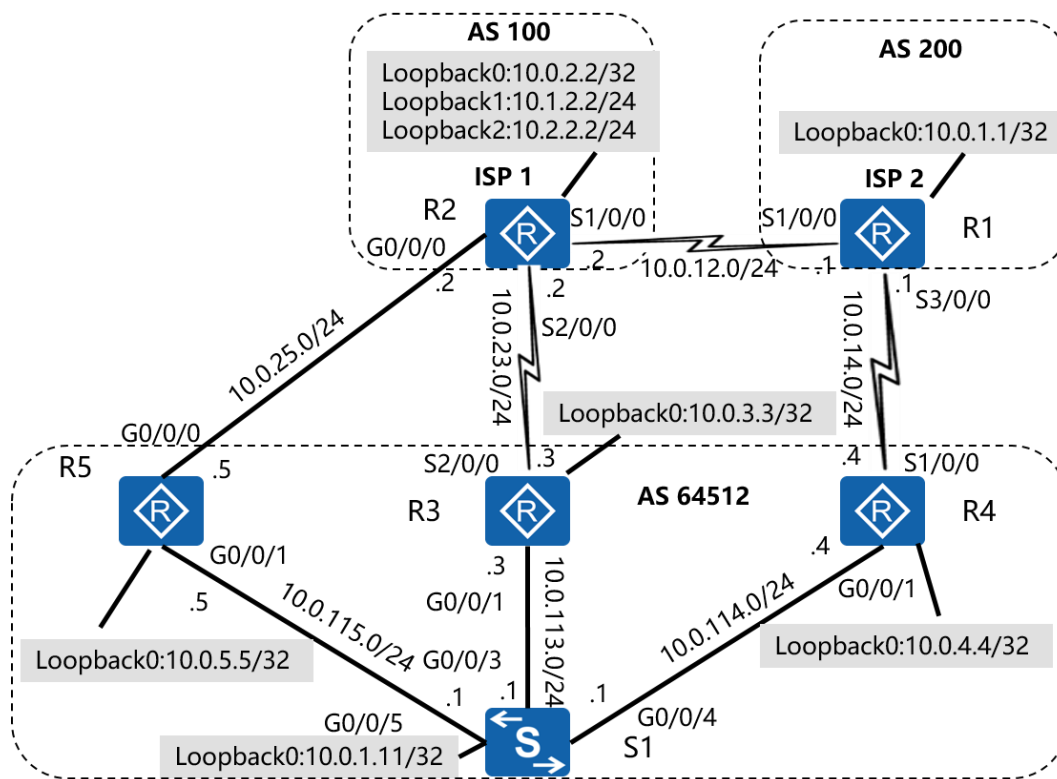 AS 100
AS 200
Loopback0:10.0.2.2/32
Loopback1:10.1.2.2/24
Loopback2:10.2.2.2/24
Loopback0:10.0.1.1/32
ISP 1
ISP 2
R2
R
S1/0/0
S1/0/0
R
R1
G0/0/0
.2
.2
10.0.12.0/24
.1
.2
.1
S3/0/0
S2/0/0
10.0.25.0/24
10.0.23.0/24
10.0.14.0/24
Loopback0:10.0.3.3/32
G0/0/0
.5
S2/0/0
.3
.4
S1/0/0
R5
R
R3
R
AS 64512
R
R4
G0/0/1
.5
.3
G0/0/1
.4
G0/0/1
10.0.115.0/24
10.0.113.0/24
10.0.114.0/24
Loopback0:10.0.5.5/32
Loopback0:10.0.4.4/32
G0/0/3
.1
.1
.1
G0/0/5
G0/0/4
Loopback0:10.0.1.11/32
S
S1